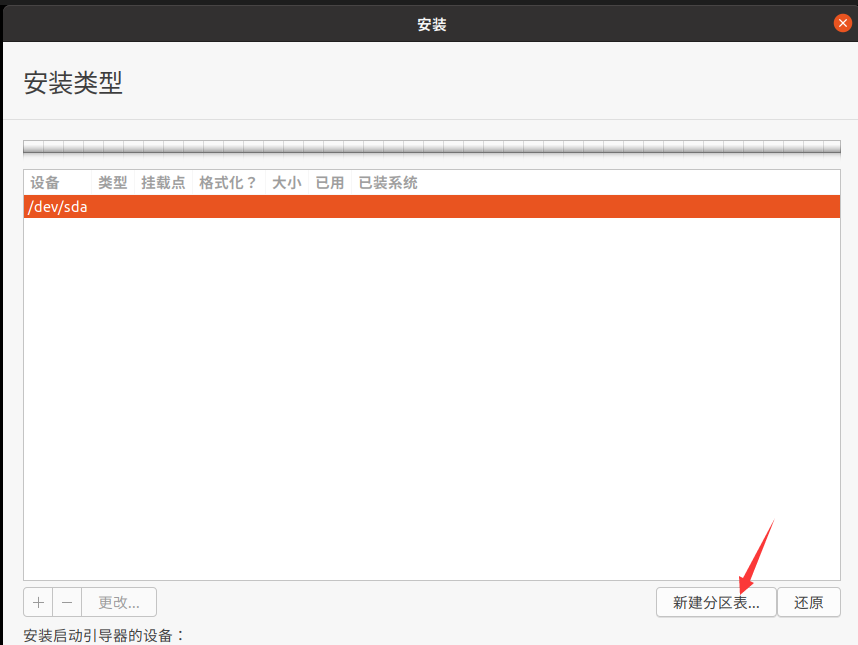 安装
安装类型
设备 类型 挂载点 格式化？ 大小 已用 已装系统
/dev/sda
+ − 更改... 新建分区表... 还原
安装启动引导器的设备：